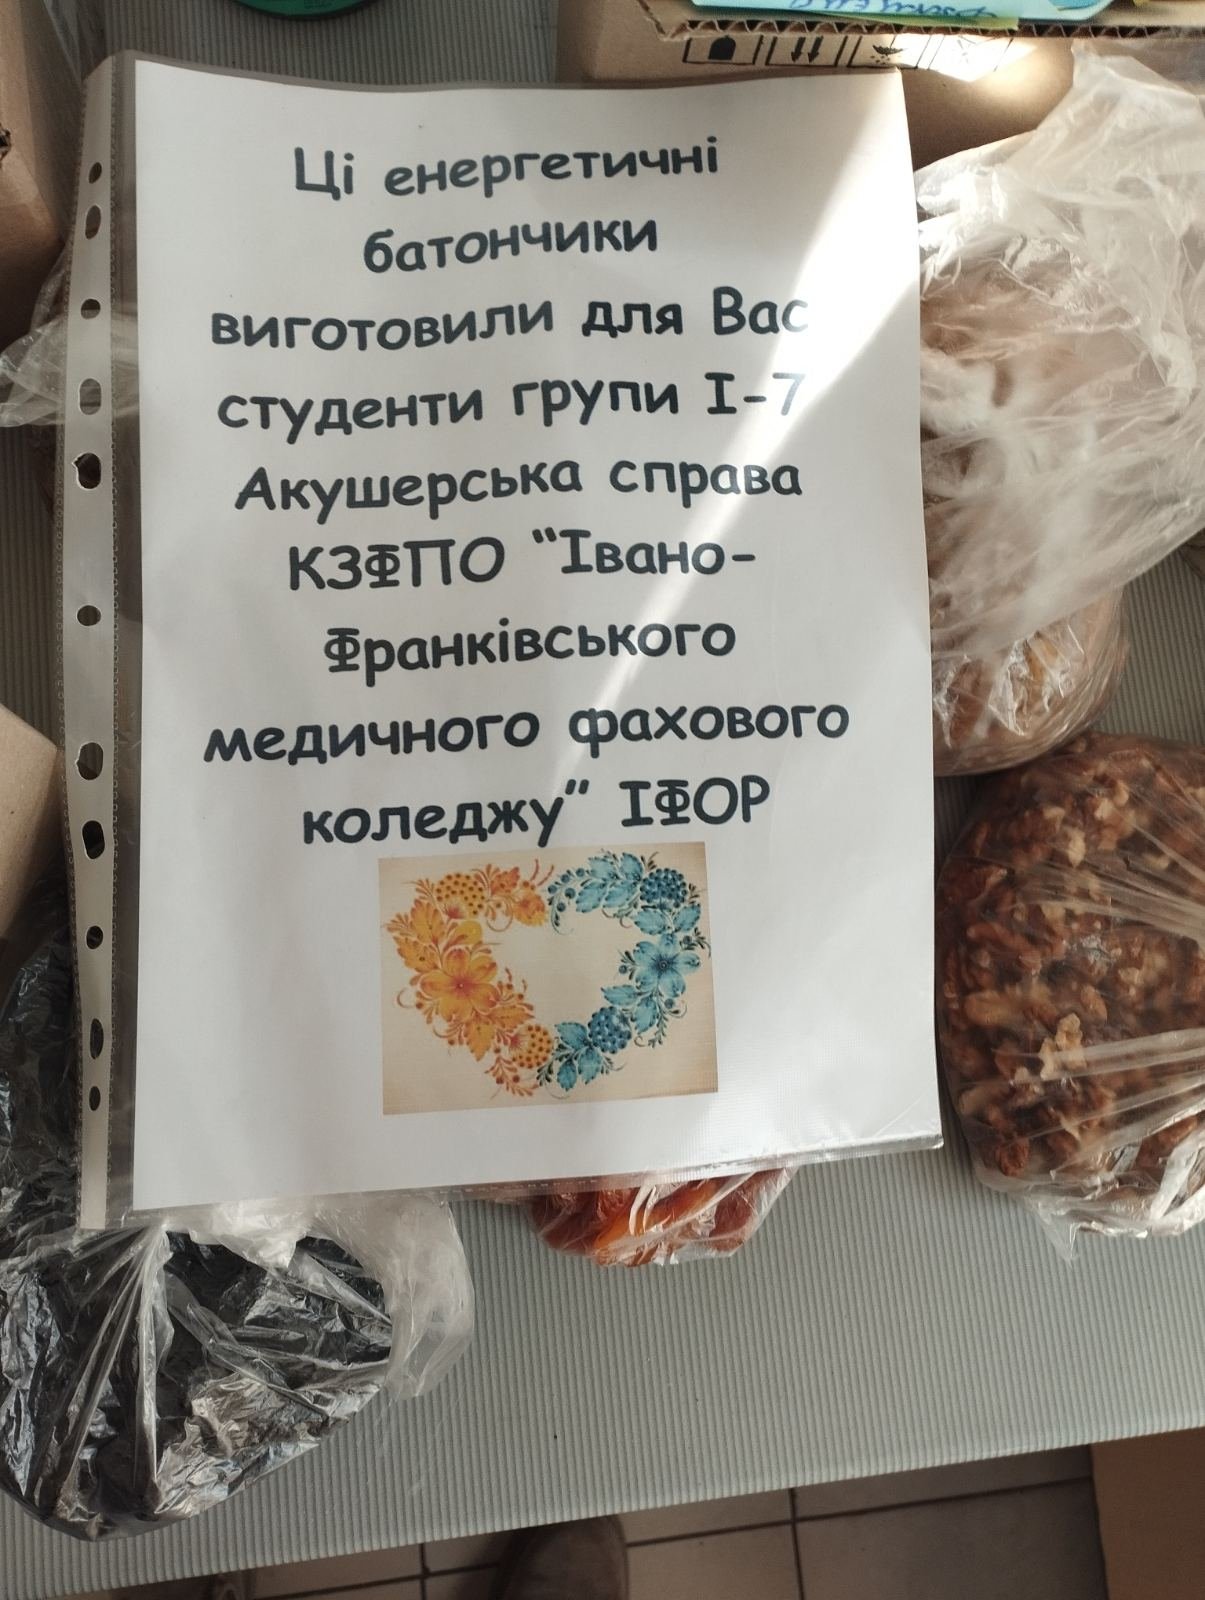 Ці енергетичні
батончики
виготовили для Вас
студенти групи І-7
Акушерська справа
КЗФПО "Івано-
Франківського
медичного фахового
коледжу" ІФОР